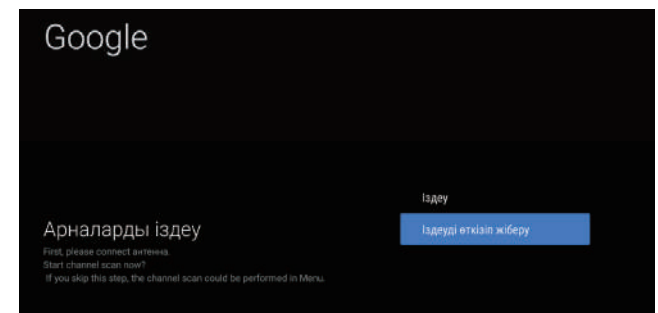 Google
Іздеу
Іздеуді өткізіп жіберу
Арналарды іздеу
First, please connect антенна.
Start channel scan now?
If you skip this step, the channel scan could be performed in Menu.